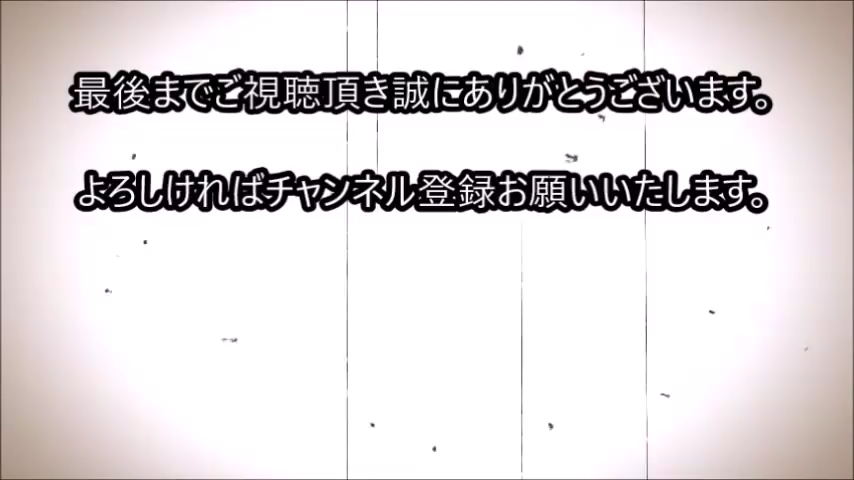 最後までご視聴頂き誠にありがとうございます。
よろしければチャンネル登録お願いいたします。